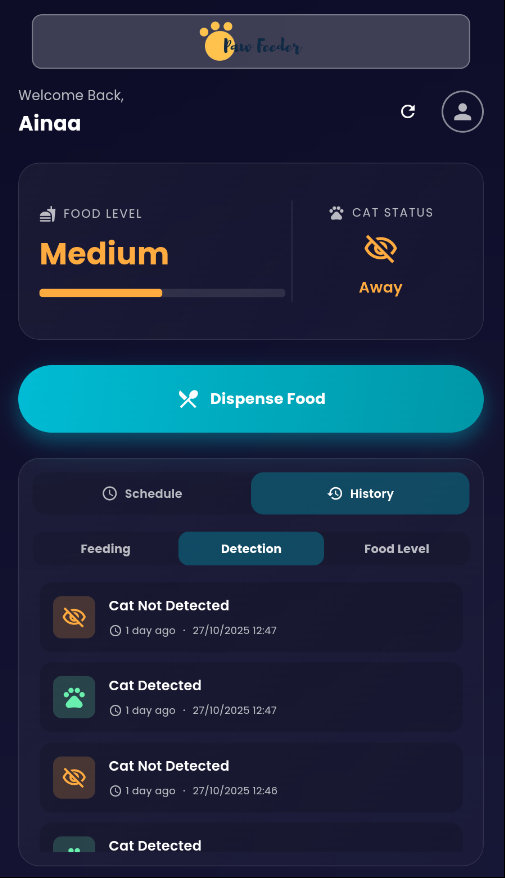 Paw Feeder
Welcome Back,
Ainaa
FOOD LEVEL
CAT STATUS
Medium
Away
Dispense Food
Schedule
History
Feeding
Detection
Food Level
Cat Not Detected
1 day ago · 27/10/2025 12:47
Cat Detected
1 day ago · 27/10/2025 12:47
Cat Not Detected
1 day ago · 27/10/2025 12:46
Cat Detected